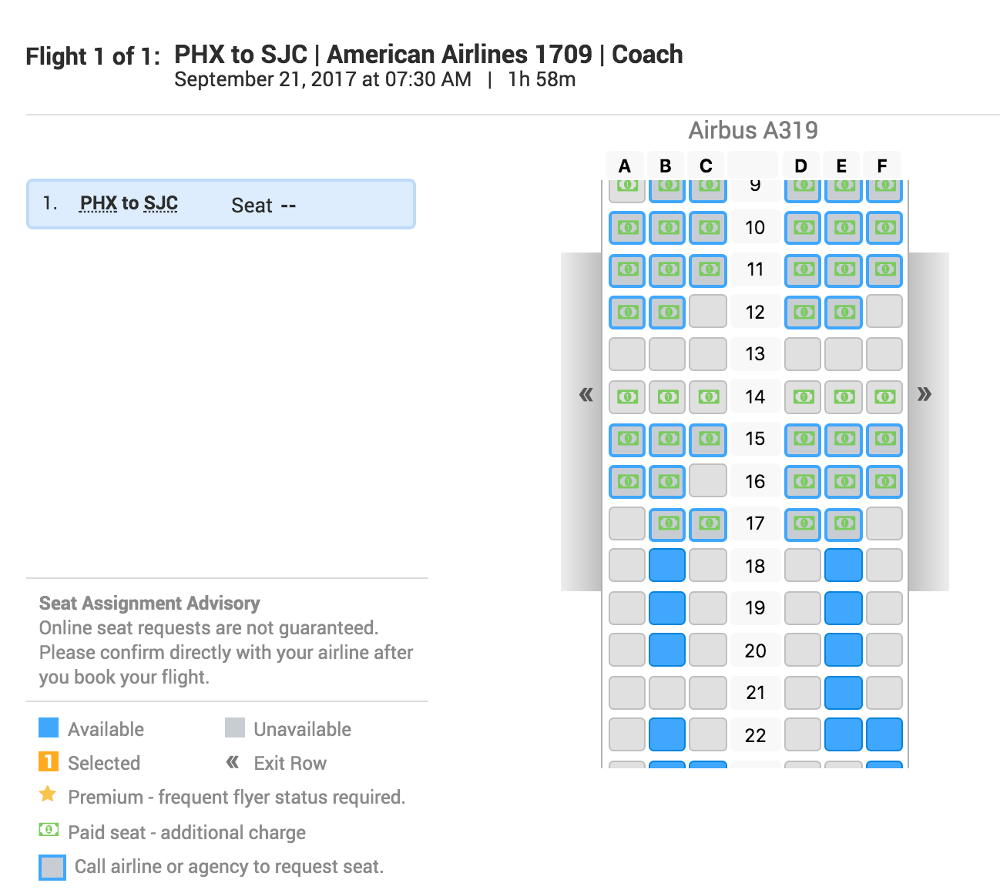 Flight 1 of 1: PHX to SJC | American Airlines 1709 | Coach
September 21, 2017 at 07:30 AM | 1h 58m
Airbus A319
A B C D E F
1. PHX to SJC Seat --
9
10
11
12
13
« 14 »
15
16
17
18
19
20
21
22
Seat Assignment Advisory
Online seat requests are not guaranteed.
Please confirm directly with your airline after
you book your flight.
Available Unavailable
1 Selected « Exit Row
Premium - frequent flyer status required.
Paid seat - additional charge
Call airline or agency to request seat.